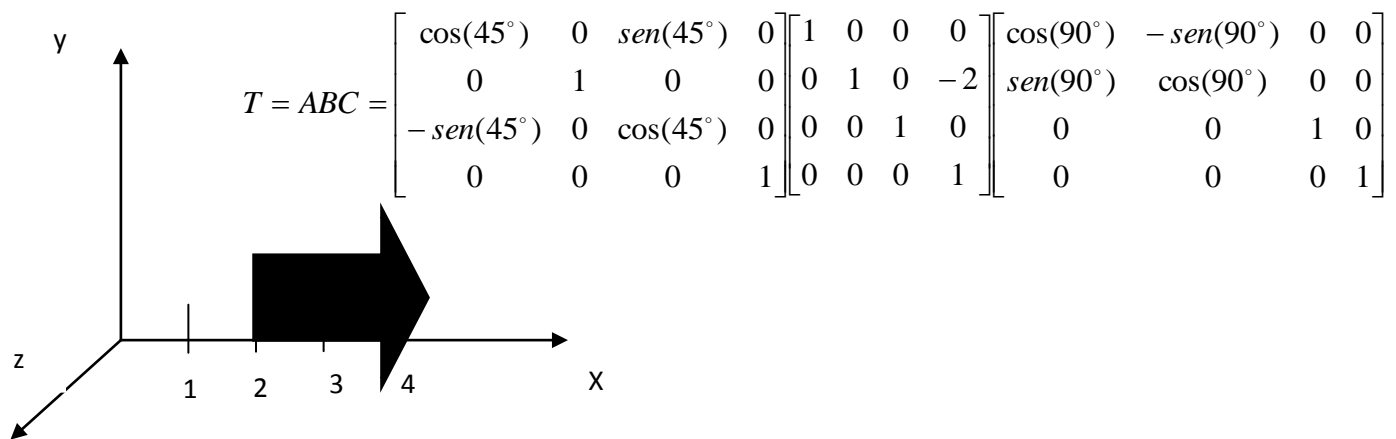 y
T = ABC = [cos(45°) 0 sen(45°) 0] [1 0 0 0] [cos(90°) − sen(90°) 0 0]
[0 1 0 0] [0 1 0 − 2] [sen(90°) cos(90°) 0 0]
[− sen(45°) 0 cos(45°) 0] [0 0 1 0] [0 0 1 0]
[0 0 0 1] [0 0 0 1] [0 0 0 1]
z
1 2 3 4 X